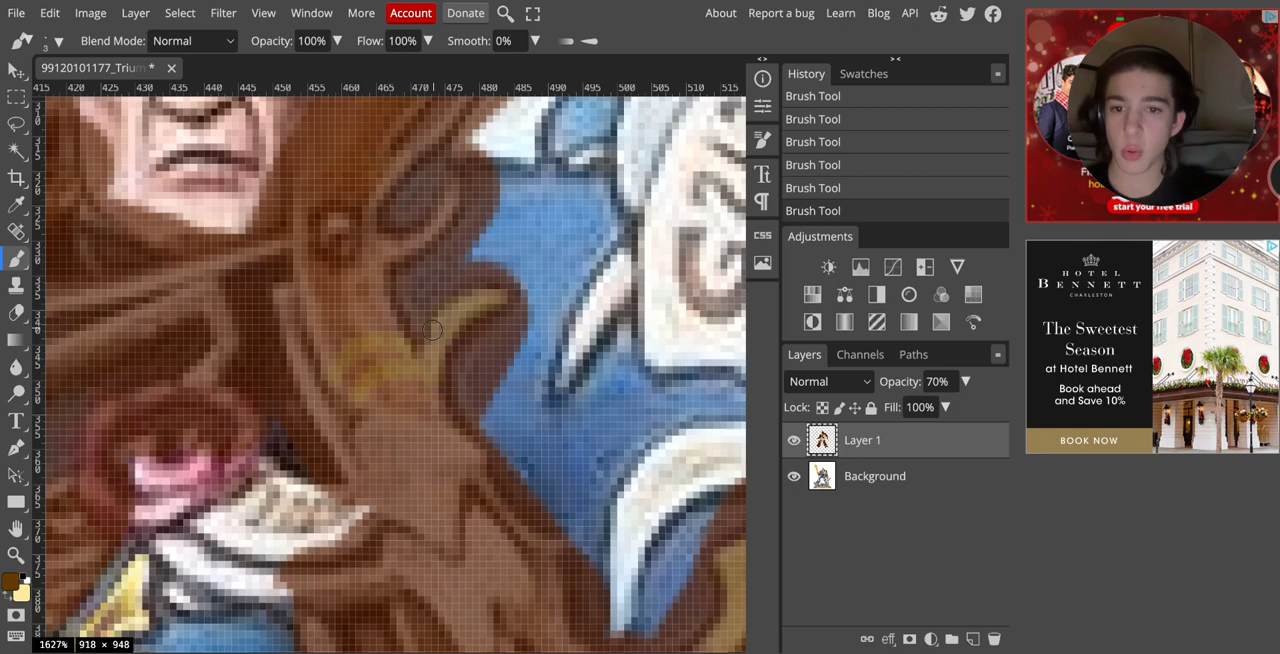 File Edit Image Layer Select Filter View Window More Account Donate About Report a bug Learn Blog API
3 Blend Mode: Normal Opacity: 100% Flow: 100% Smooth: 0%
99120101177_Trium *
415 420 425 430 435 440 445 450 455 460 465 470 475 480 485 490 495 500 505 510 515
History Swatches
Brush Tool
Brush Tool
Brush Tool
Brush Tool
Brush Tool
Brush Tool
Adjustments
CSS
Layers Channels Paths
Normal Opacity: 70%
Lock: Fill: 100%
Layer 1
Background
eff
1627% 918 × 948
start your free trial
HOTEL
BENNETT
CHARLESTON
The Sweetest
Season
at Hotel Bennett
Book ahead
and Save 10%
BOOK NOW